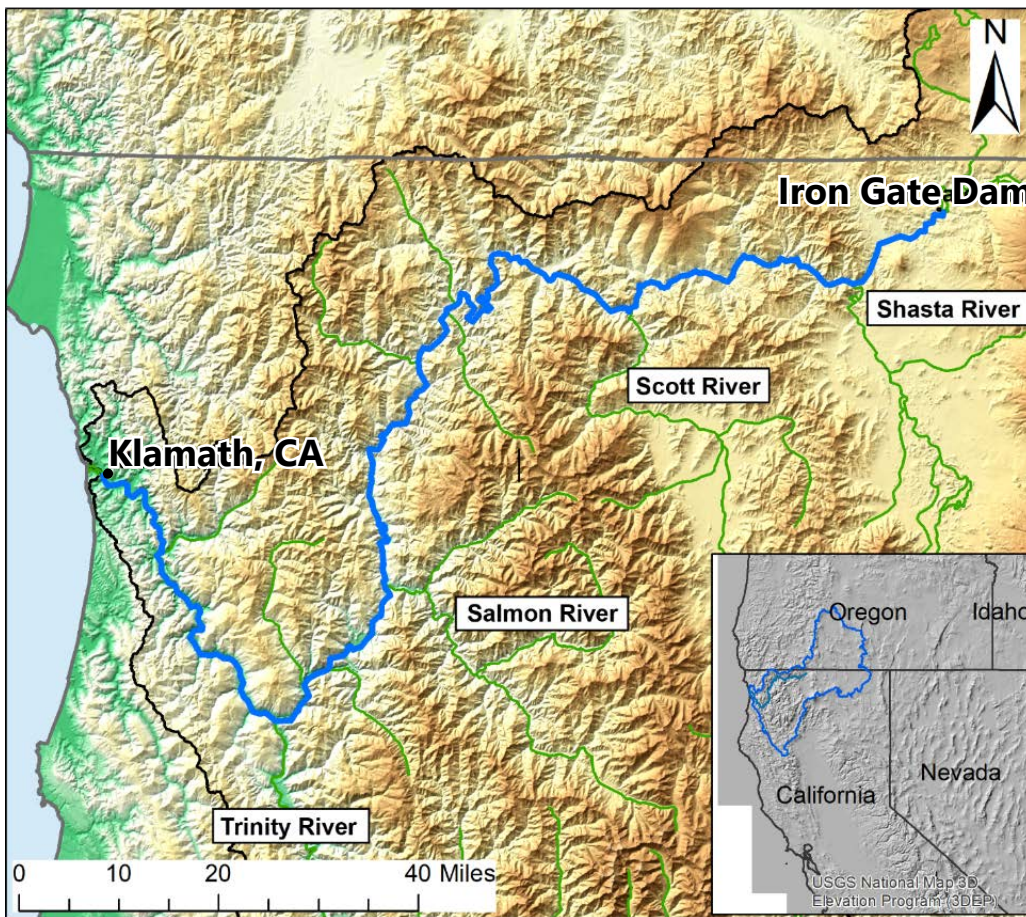 N
Iron Gate Dam
Shasta River
Scott River
Klamath, CA
Salmon River
Oregon
Idaho
Nevada
California
Trinity River
0 10 20 40 Miles
USGS National Map 3D
Elevation Program (3DEP)